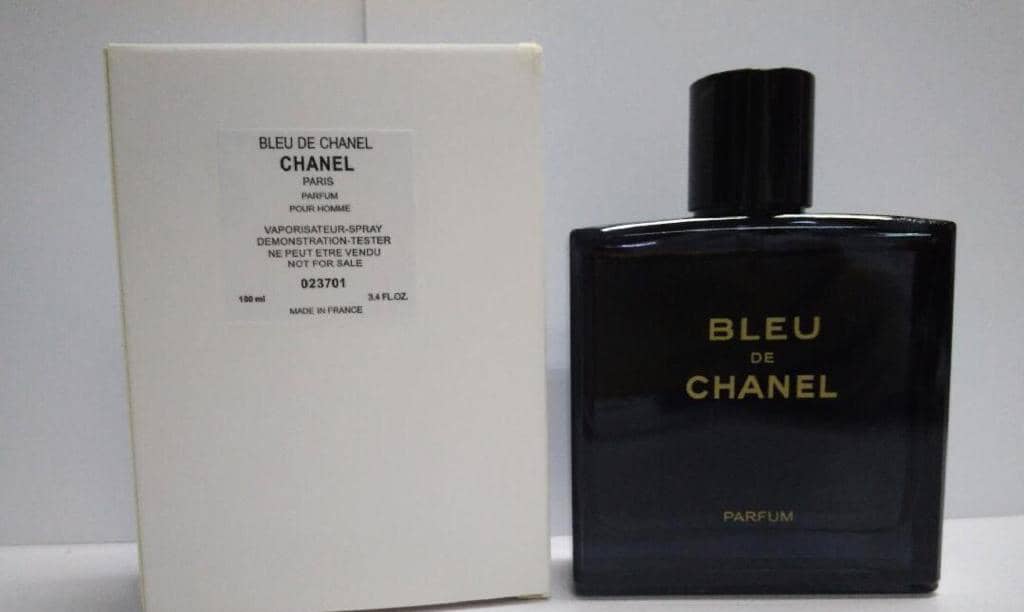 BLEU DE CHANEL
CHANEL
PARIS
PARFUM
POUR HOMME
VAPORISATEUR-SPRAY
DEMONSTRATION-TESTER
NE PEUT ETRE VENDU
NOT FOR SALE
023701
100 ml 3.4 FL.OZ.
MADE IN FRANCE
BLEU
DE
CHANEL
PARFUM